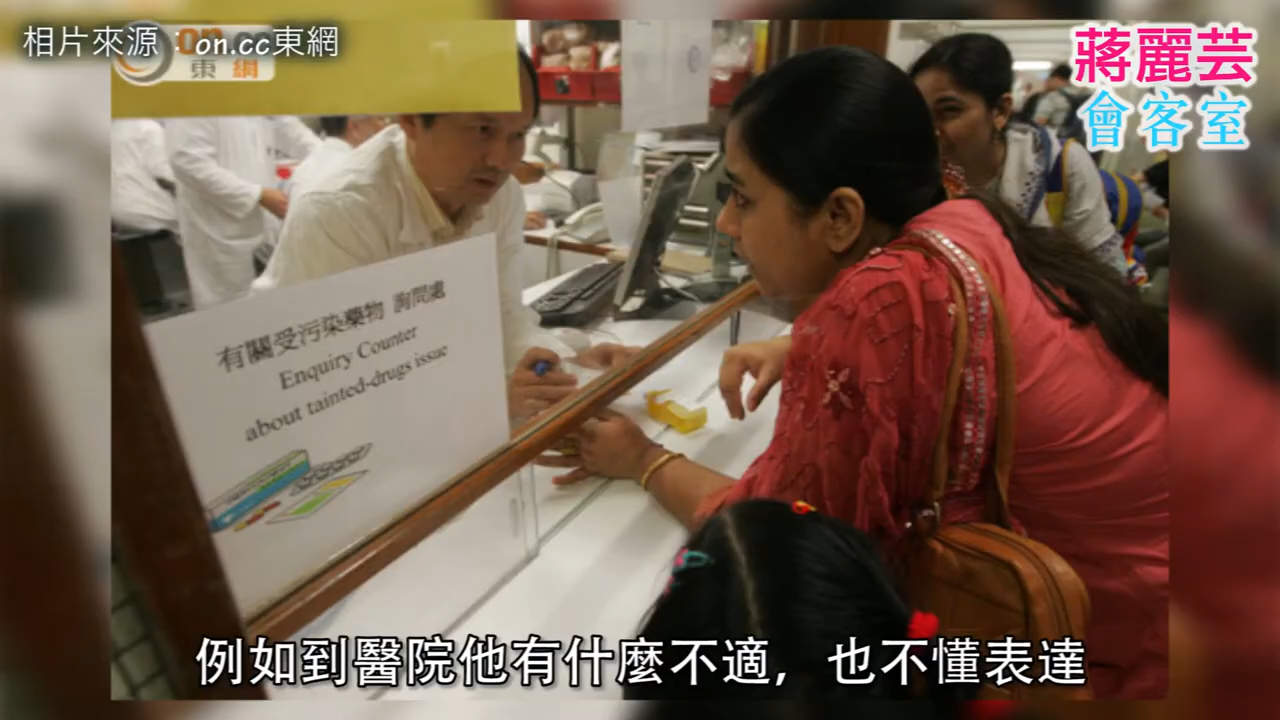 相片來源：on.cc東網
on
東網
蔣麗芸
會客室
有關受污染藥物 詢問處
Enquiry Counter
about tainted-drugs issue
例如到醫院他有什麼不適，也不懂表達